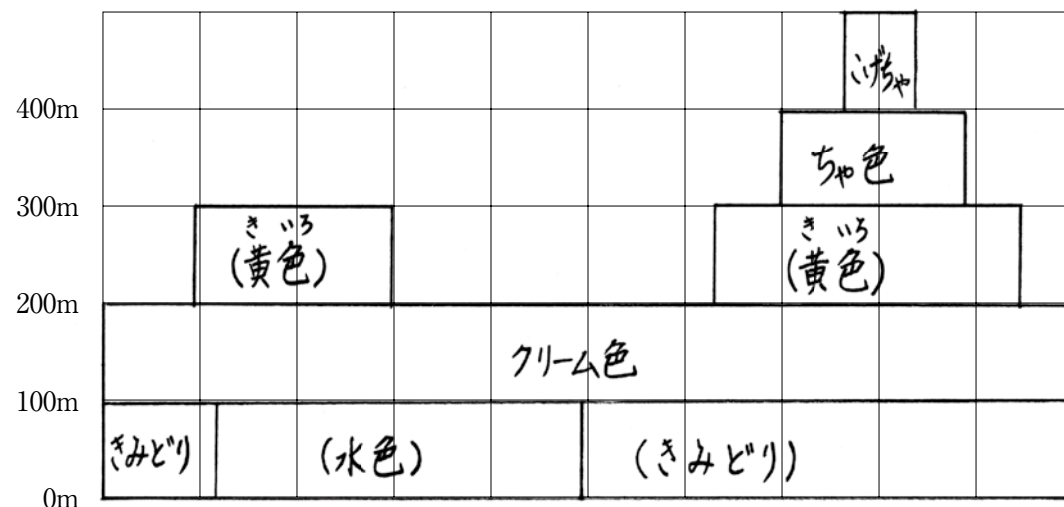 こげちゃ
400m
ちゃ色
300m
きいろ
(黄色)
きいろ
(黄色)
200m
クリーム色
100m
きみどり
(水色)
(きみどり)
0m